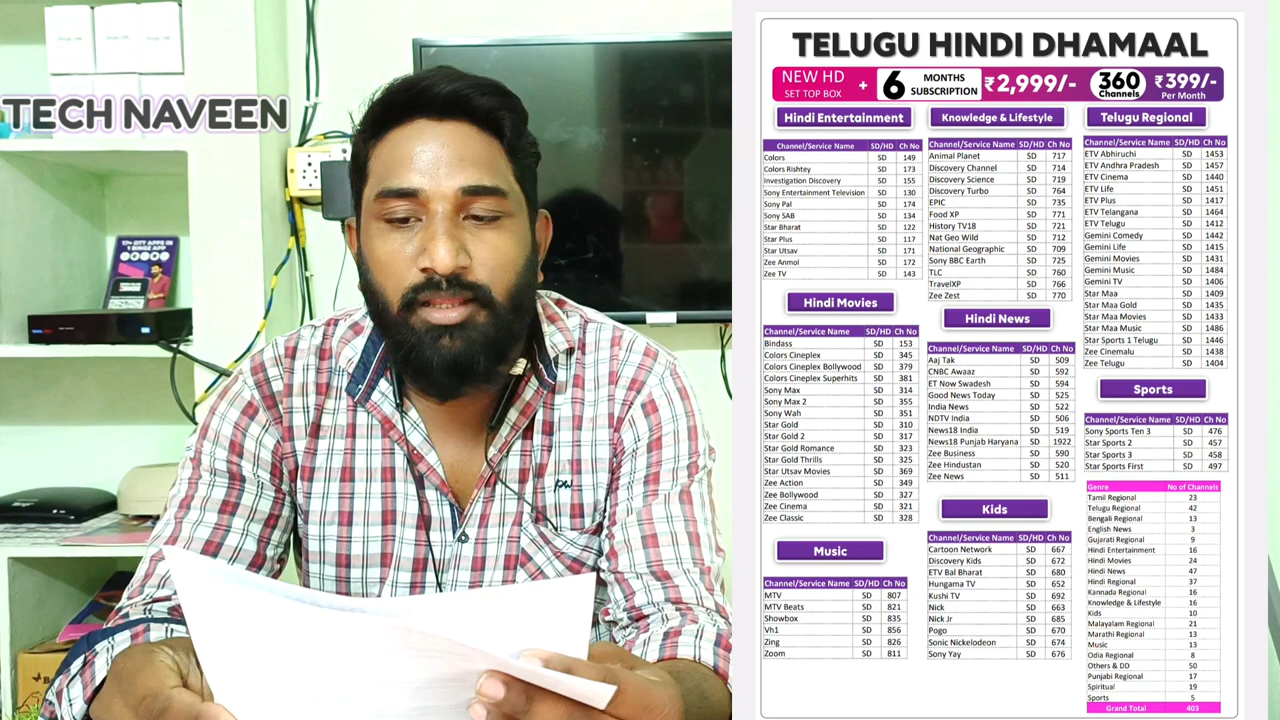 TECH NAVEEN
17+ OTT APPS IN
1 BINGE APP
TELUGU HINDI DHAMAAL
NEW HD
SET TOP BOX
+
6 MONTHS
SUBSCRIPTION
₹2,999/-
360
Channels
₹399/-
Per Month
Hindi Entertainment
Channel/Service Name SD/HD Ch No
Colors SD 149
Colors Rishtey SD 173
Investigation Discovery SD 155
Sony Entertainment Television SD 130
Sony Pal SD 174
Sony SAB SD 134
Star Bharat SD 122
Star Plus SD 117
Star Utsav SD 171
Zee Anmol SD 172
Zee TV SD 143
Hindi Movies
Channel/Service Name SD/HD Ch No
Bindass SD 153
Colors Cineplex SD 345
Colors Cineplex Bollywood SD 379
Colors Cineplex Superhits SD 381
Sony Max SD 314
Sony Max 2 SD 355
Sony Wah SD 351
Star Gold SD 310
Star Gold 2 SD 317
Star Gold Romance SD 323
Star Gold Thrills SD 325
Star Utsav Movies SD 369
Zee Action SD 349
Zee Bollywood SD 327
Zee Cinema SD 321
Zee Classic SD 328
Music
Channel/Service Name SD/HD Ch No
MTV SD 807
MTV Beats SD 821
Showbox SD 835
Vh1 SD 856
Zing SD 826
Zoom SD 811
Knowledge & Lifestyle
Channel/Service Name SD/HD Ch No
Animal Planet SD 717
Discovery Channel SD 714
Discovery Science SD 719
Discovery Turbo SD 764
EPIC SD 735
Food XP SD 771
History TV18 SD 721
Nat Geo Wild SD 712
National Geographic SD 709
Sony BBC Earth SD 725
TLC SD 760
TravelXP SD 766
Zee Zest SD 770
Hindi News
Channel/Service Name SD/HD Ch No
Aaj Tak SD 509
CNBC Awaaz SD 592
ET Now Swadesh SD 594
Good News Today SD 525
India News SD 522
NDTV India SD 506
News18 India SD 519
News18 Punjab Haryana SD 1922
Zee Business SD 590
Zee Hindustan SD 520
Zee News SD 511
Kids
Channel/Service Name SD/HD Ch No
Cartoon Network SD 667
Discovery Kids SD 672
ETV Bal Bharat SD 680
Hungama TV SD 652
Kushi TV SD 692
Nick SD 663
Nick Jr SD 685
Pogo SD 670
Sonic Nickelodeon SD 674
Sony Yay SD 676
Telugu Regional
Channel/Service Name SD/HD Ch No
ETV Abhiruchi SD 1453
ETV Andhra Pradesh SD 1457
ETV Cinema SD 1440
ETV Life SD 1451
ETV Plus SD 1417
ETV Telangana SD 1464
ETV Telugu SD 1412
Gemini Comedy SD 1442
Gemini Life SD 1415
Gemini Movies SD 1431
Gemini Music SD 1484
Gemini TV SD 1406
Star Maa SD 1409
Star Maa Gold SD 1435
Star Maa Movies SD 1433
Star Maa Music SD 1486
Star Sports 1 Telugu SD 1446
Zee Cinemalu SD 1438
Zee Telugu SD 1404
Sports
Channel/Service Name SD/HD Ch No
Sony Sports Ten 3 SD 476
Star Sports 2 SD 457
Star Sports 3 SD 458
Star Sports First SD 497
Genre No of Channels
Tamil Regional 23
Telugu Regional 42
Bengali Regional 13
English News 3
Gujarati Regional 9
Hindi Entertainment 16
Hindi Movies 24
Hindi News 47
Hindi Regional 37
Kannada Regional 16
Knowledge & Lifestyle 16
Kids 10
Malayalam Regional 21
Marathi Regional 13
Music 13
Odia Regional 8
Others & DD 50
Punjabi Regional 17
Spiritual 19
Sports 5
Grand Total 403